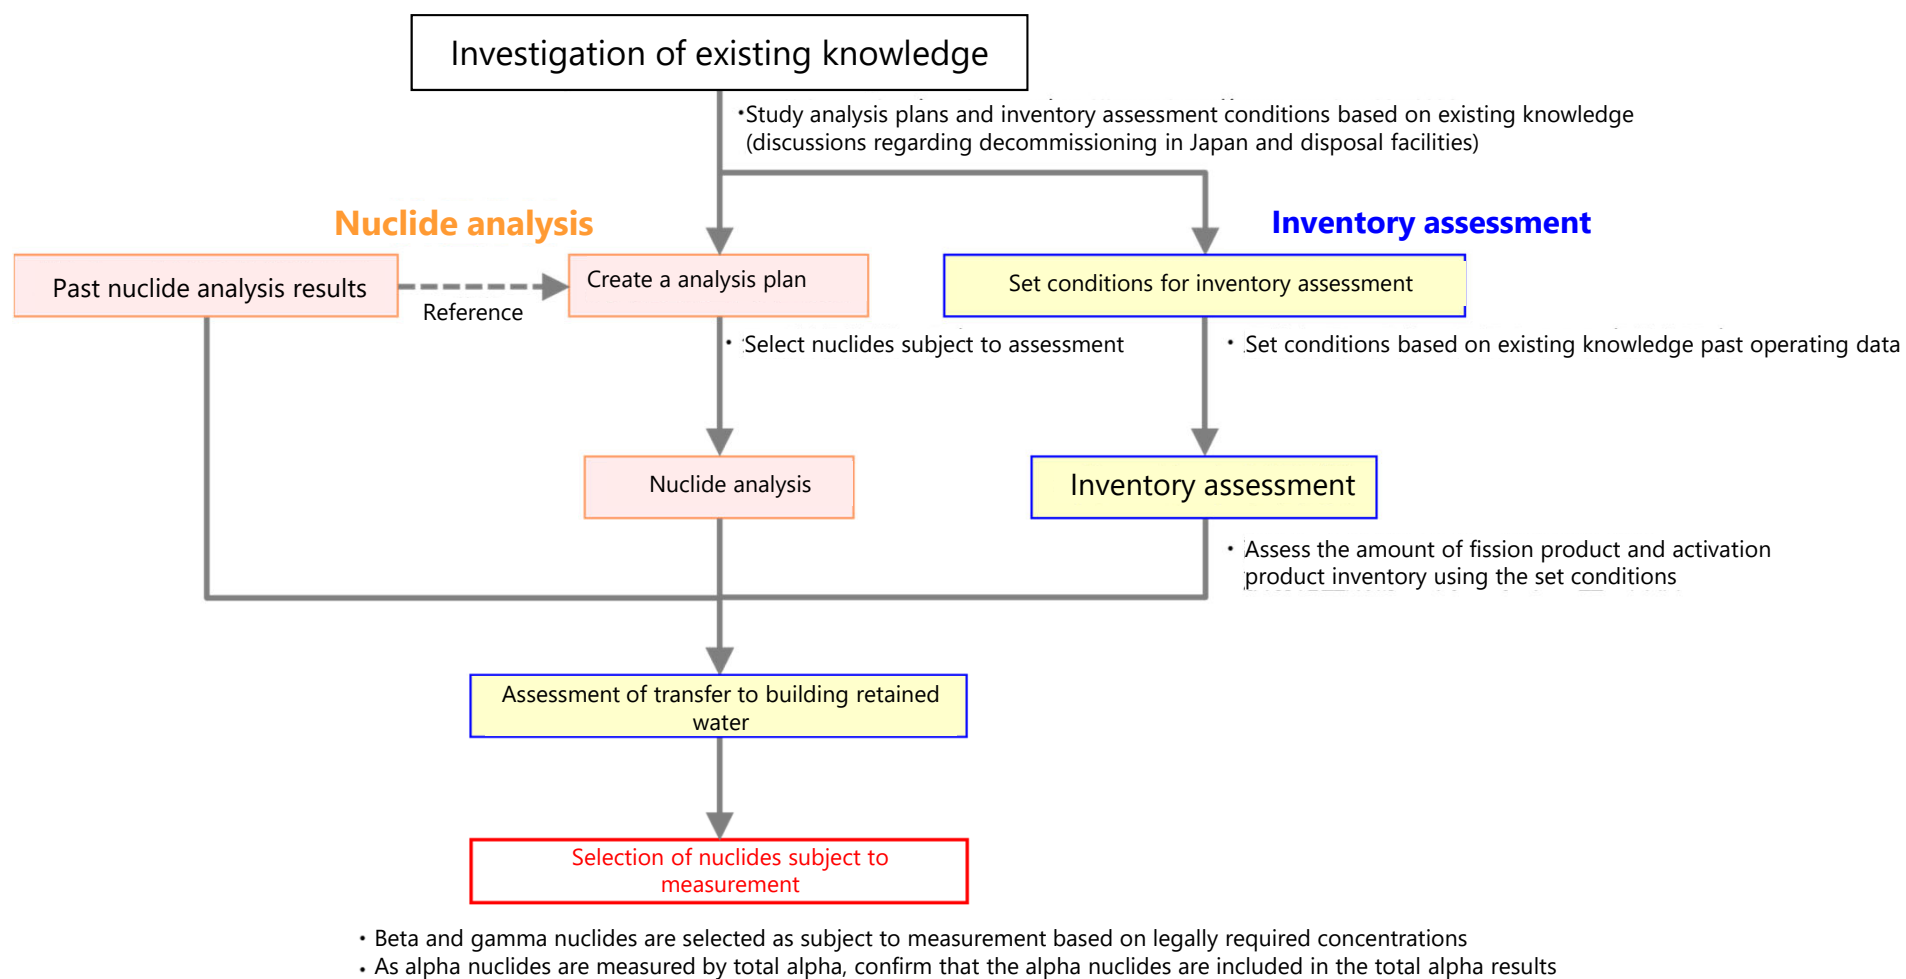 Investigation of existing knowledge
・Study analysis plans and inventory assessment conditions based on existing knowledge
(discussions regarding decommissioning in Japan and disposal facilities)
Nuclide analysis
Inventory assessment
Past nuclide analysis results
Reference
Create a analysis plan
Set conditions for inventory assessment
・Select nuclides subject to assessment
・Set conditions based on existing knowledge past operating data
Nuclide analysis
Inventory assessment
・Assess the amount of fission product and activation
product inventory using the set conditions
Assessment of transfer to building retained
water
Selection of nuclides subject to
measurement
・Beta and gamma nuclides are selected as subject to measurement based on legally required concentrations
・As alpha nuclides are measured by total alpha, confirm that the alpha nuclides are included in the total alpha results